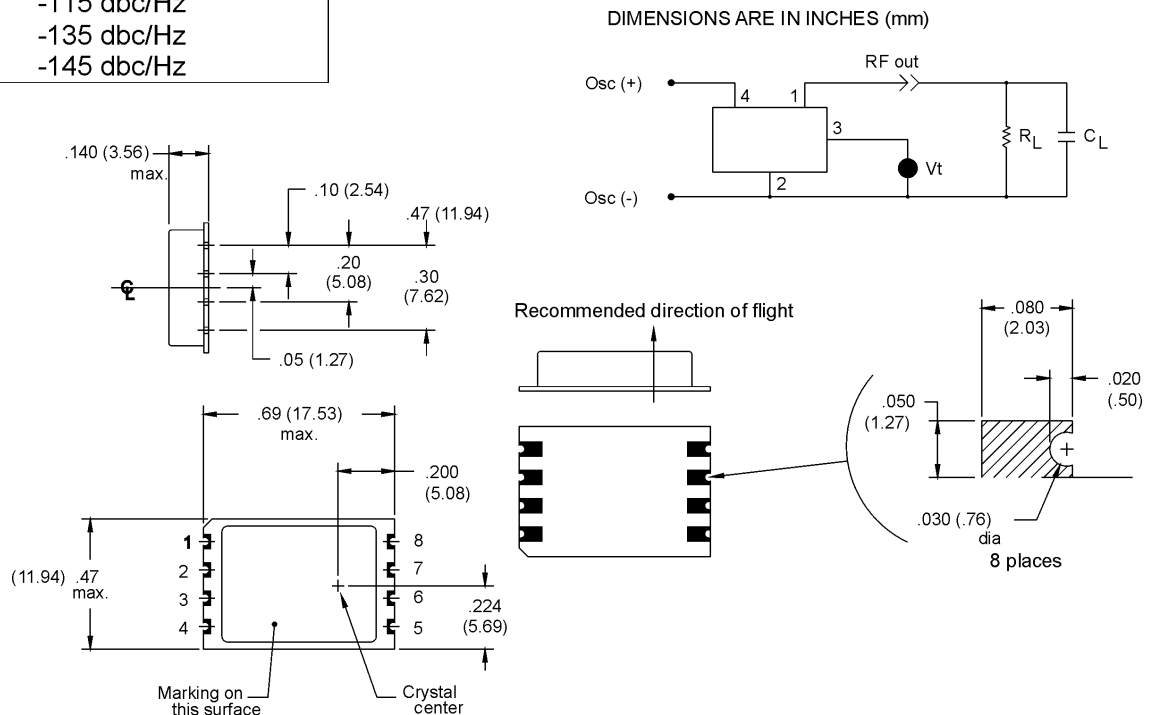 -115 dbc/Hz
-135 dbc/Hz
-145 dbc/Hz
DIMENSIONS ARE IN INCHES (mm)
RF out
Osc (+)
4
1
3
RL
CL
Vt
2
Osc (-)
.140 (3.56)
max.
.10 (2.54)
.47 (11.94)
.20
(5.08)
.30
(7.62)
CL
.05 (1.27)
Recommended direction of flight
.080
(2.03)
.020
(.50)
.050
(1.27)
.030 (.76)
dia
8 places
.69 (17.53)
max.
.200
(5.08)
1
2
3
4
8
7
6
5
(11.94) .47
max.
.224
(5.69)
Marking on
this surface
Crystal
center